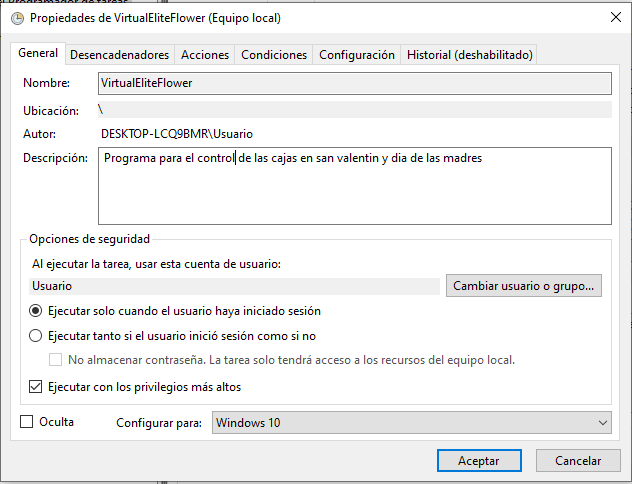 Propiedades de VirtualEliteFlower (Equipo local)
General Desencadenadores Acciones Condiciones Configuración Historial (deshabilitado)
Nombre: VirtualEliteFlower
Ubicación: \
Autor: DESKTOP-LCQ9BMR\Usuario
Descripción: Programa para el control de las cajas en san valentin y dia de las madres
Opciones de seguridad
Al ejecutar la tarea, usar esta cuenta de usuario:
Usuario Cambiar usuario o grupo...
Ejecutar solo cuando el usuario haya iniciado sesión
Ejecutar tanto si el usuario inició sesión como si no
No almacenar contraseña. La tarea solo tendrá acceso a los recursos del equipo local.
Ejecutar con los privilegios más altos
Oculta Configurar para: Windows 10
Aceptar Cancelar